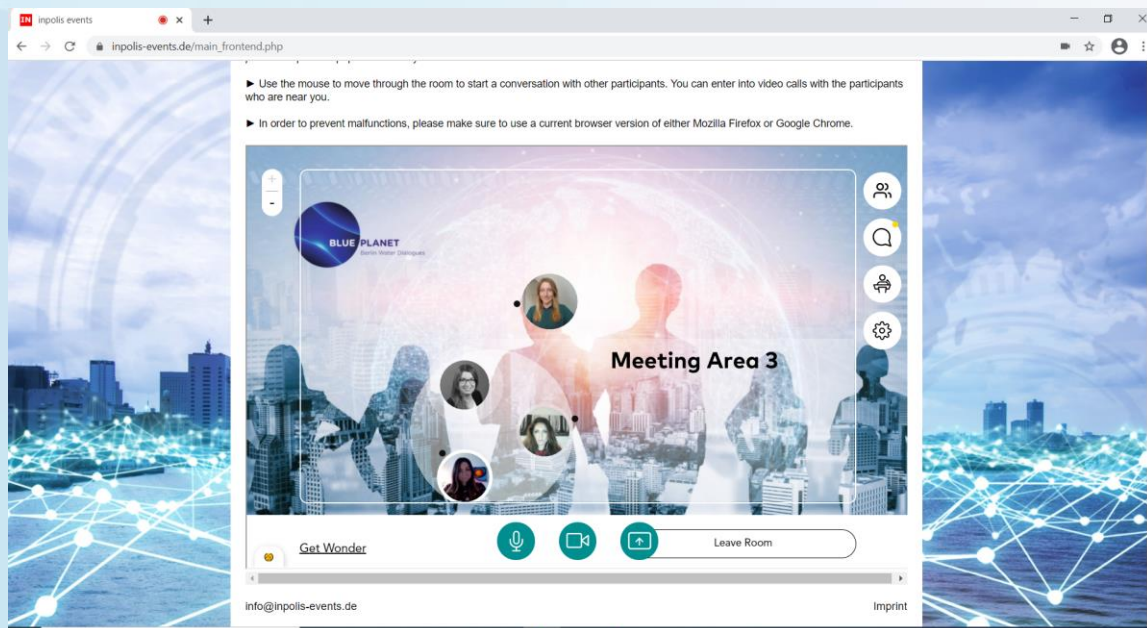 IN inpolis events
inpolis-events.de/main_frontend.php
► Use the mouse to move through the room to start a conversation with other participants. You can enter into video calls with the participants
who are near you.
► In order to prevent malfunctions, please make sure to use a current browser version of either Mozilla Firefox or Google Chrome.
BLUE PLANET
Berlin Water Dialogues
Meeting Area 3
Get Wonder
Leave Room
info@inpolis-events.de
Imprint